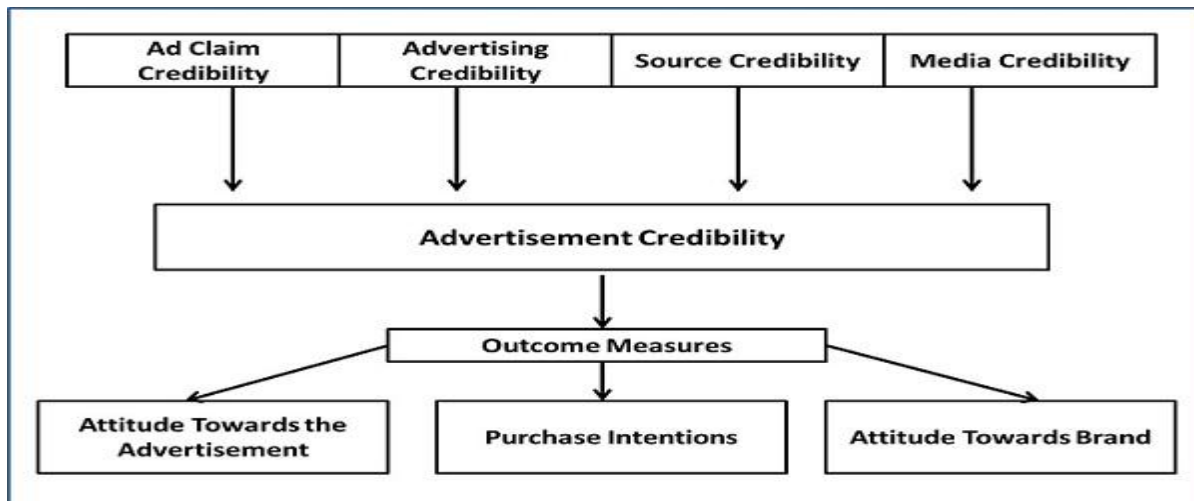 Ad Claim
Credibility
Advertising
Credibility
Source Credibility
Media Credibility
Advertisement Credibility
Outcome Measures
Attitude Towards the
Advertisement
Purchase Intentions
Attitude Towards Brand